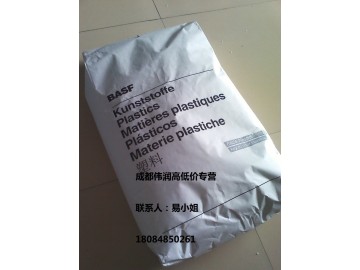 BASF
Kunststoffe
Plastics
Matières plastiques
Plásticos
Materie plastiche
塑料
成都伟润高低价专营
联系人：易小姐
18084850261